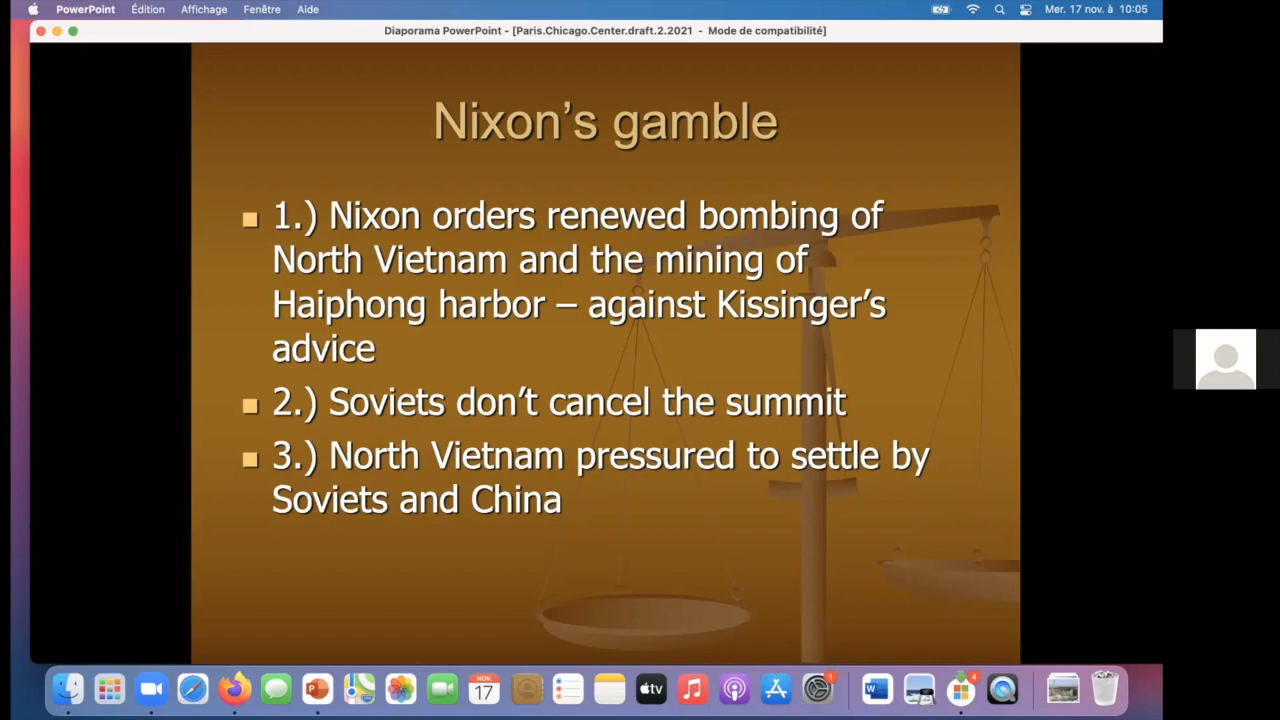 PowerPoint Édition Affichage Fenêtre Aide Mer. 17 nov. à 10:05
Diaporama PowerPoint - [Paris.Chicago.Center.draft.2.2021 - Mode de compatibilité]
Nixon’s gamble
1.) Nixon orders renewed bombing of
North Vietnam and the mining of
Haiphong harbor – against Kissinger’s
advice
2.) Soviets don’t cancel the summit
3.) North Vietnam pressured to settle by
Soviets and China
NOV.
17
tv
1
W
4
P